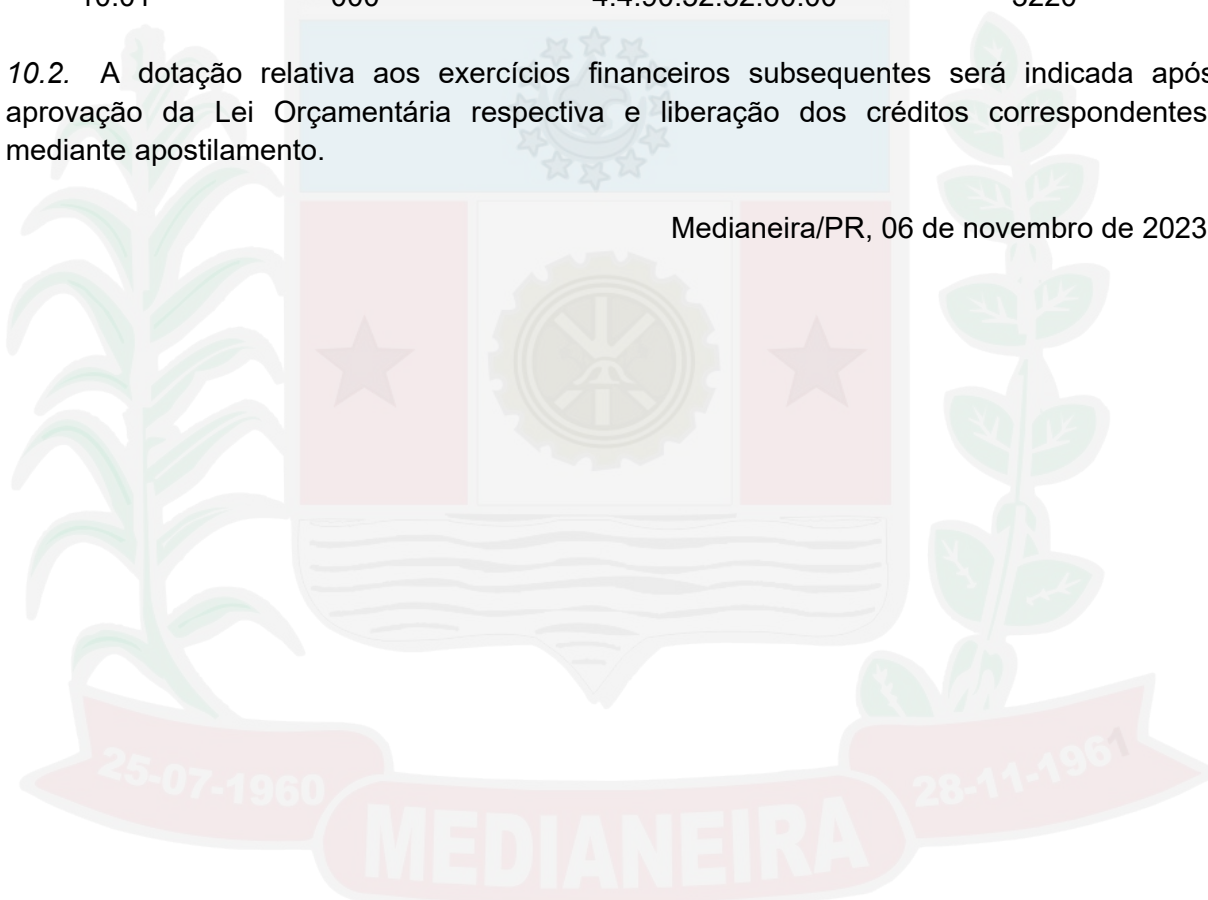 10.2. A dotação relativa aos exercícios financeiros subsequentes será indicada após
aprovação da Lei Orçamentária respectiva e liberação dos créditos correspondentes
mediante apostilamento.
Medianeira/PR, 06 de novembro de 2023
25-07-1960
28-11-1961
MEDIANEIRA